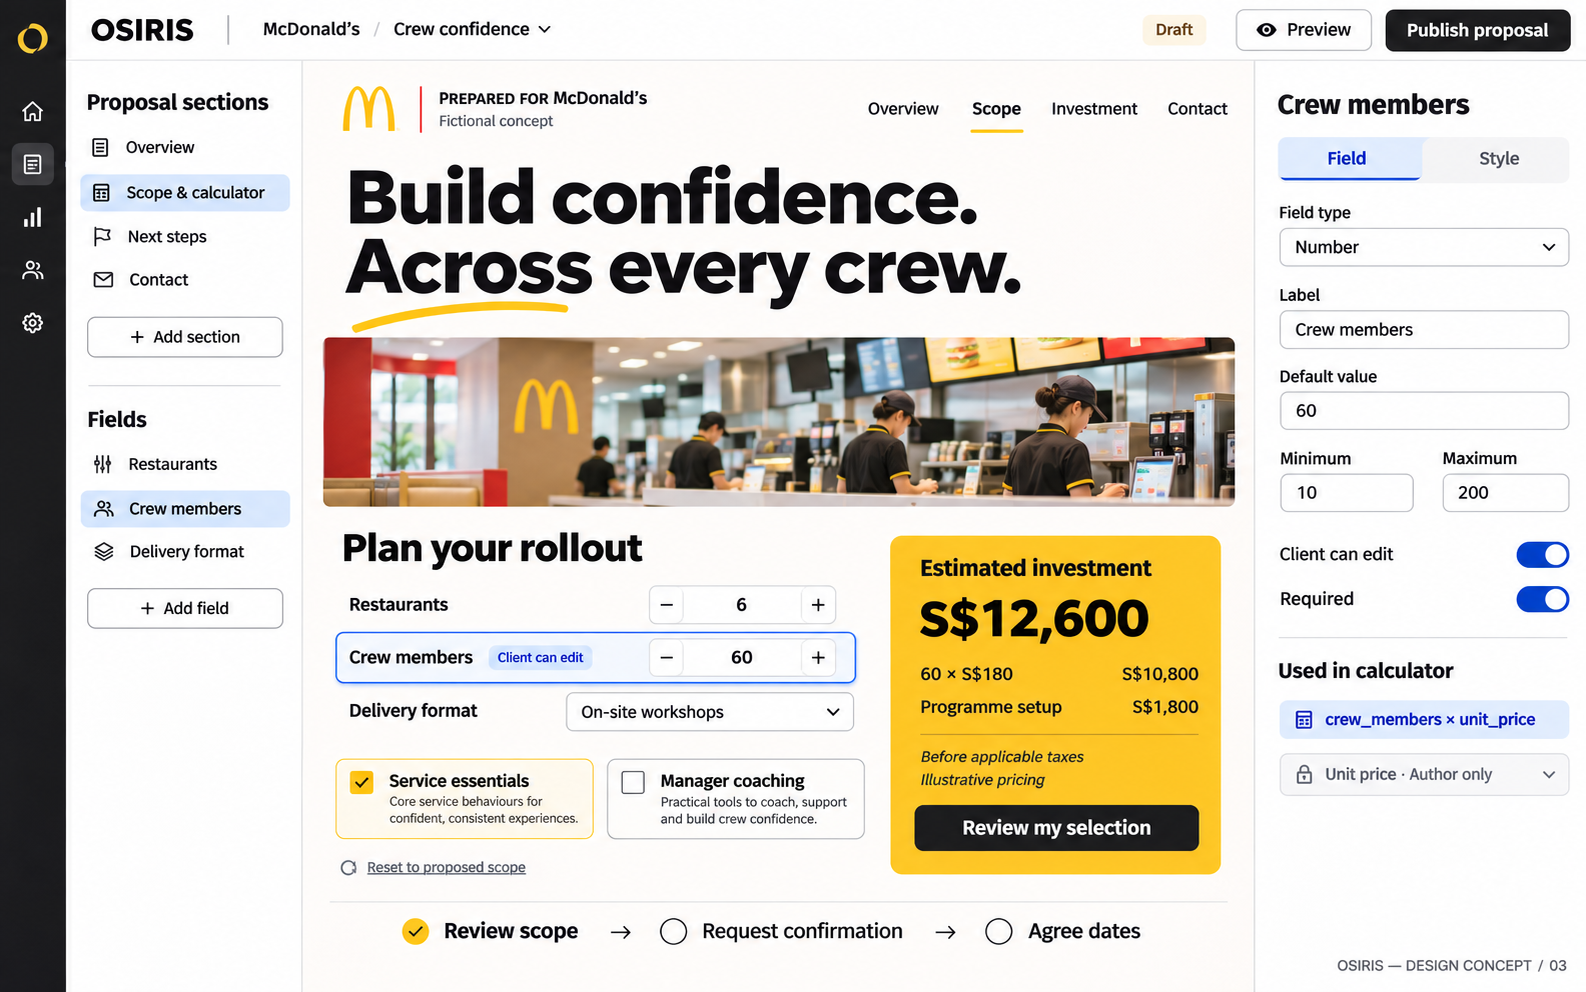 OSIRIS
McDonald's / Crew confidence
Draft
Preview
Publish proposal
Proposal sections
Overview
Scope & calculator
Next steps
Contact
+ Add section
Fields
Restaurants
Crew members
Delivery format
+ Add field
PREPARED FOR McDonald's
Fictional concept
Overview
Scope
Investment
Contact
Build confidence.
Across every crew.
Plan your rollout
Restaurants
− 6 +
Crew members
Client can edit
− 60 +
Delivery format
On-site workshops
Service essentials
Core service behaviours for
confident, consistent experiences.
Manager coaching
Practical tools to coach, support
and build crew confidence.
Reset to proposed scope
Estimated investment
S$12,600
60 × S$180 S$10,800
Programme setup S$1,800
Before applicable taxes
Illustrative pricing
Review my selection
Review scope → Request confirmation → Agree dates
Crew members
Field
Style
Field type
Number
Label
Crew members
Default value
60
Minimum
10
Maximum
200
Client can edit
Required
Used in calculator
crew_members × unit_price
Unit price · Author only
OSIRIS — DESIGN CONCEPT / 03